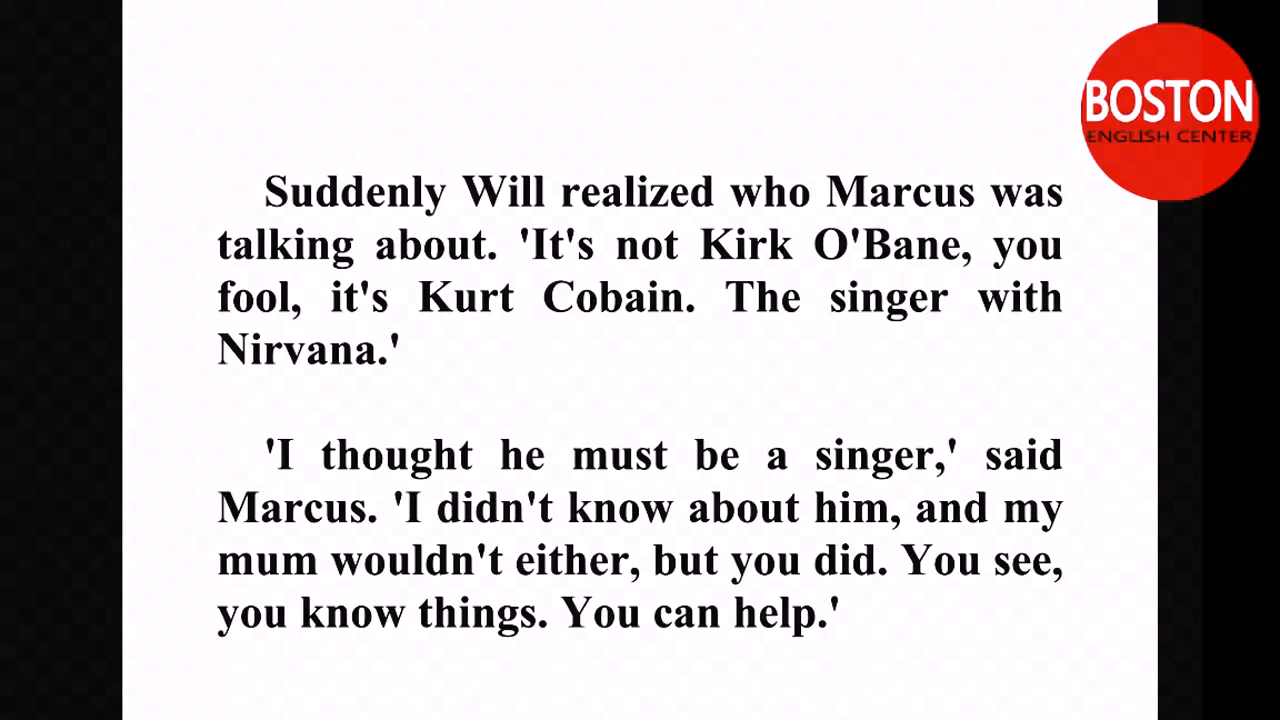 BOSTON
ENGLISH CENTER
Suddenly Will realized who Marcus was
talking about. 'It's not Kirk O'Bane, you
fool, it's Kurt Cobain. The singer with
Nirvana.'
'I thought he must be a singer,' said
Marcus. 'I didn't know about him, and my
mum wouldn't either, but you did. You see,
you know things. You can help.'